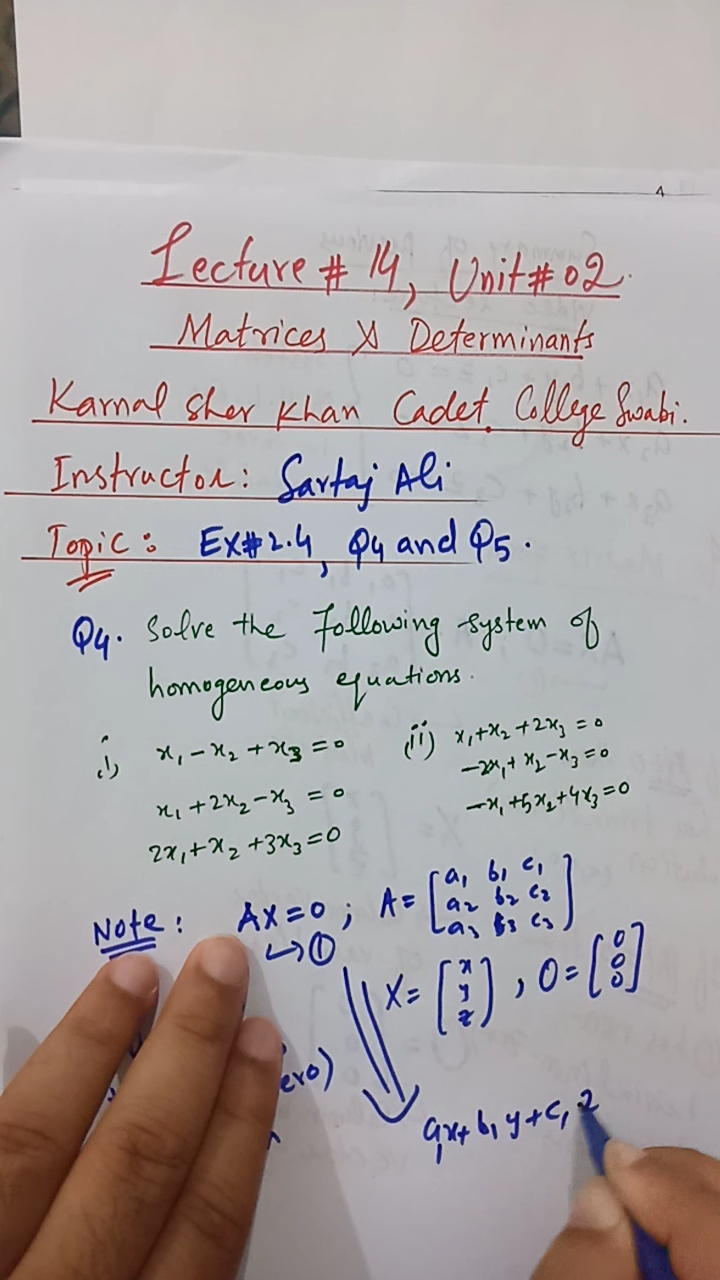 4
Lecture # 14, Unit # 02.
Matrices & Determinants
Karnal Sher Khan Cadet College Swabi.
Instructor: Sartaj Ali
Topic: Ex#2.4, Q4 and Q5.
Q4. Solve the following system of
homogeneous equations.
i) x₁ - x₂ + x₃ = 0
x₁ + 2x₂ - x₃ = 0
2x₁ + x₂ + 3x₃ = 0
(ii) x₁ + x₂ + 2x₃ = 0
-2x₁ + x₂ - x₃ = 0
-x₁ + 5x₂ + 4x₃ = 0
Note: AX = 0 ; A = [a₁ b₁ c₁
a₂ b₂ c₂
a₃ b₃ c₃]
↳ ①
X = [x
y
z] , 0 = [0
0
0]
ero)
a₁x + b₁y + c₁z